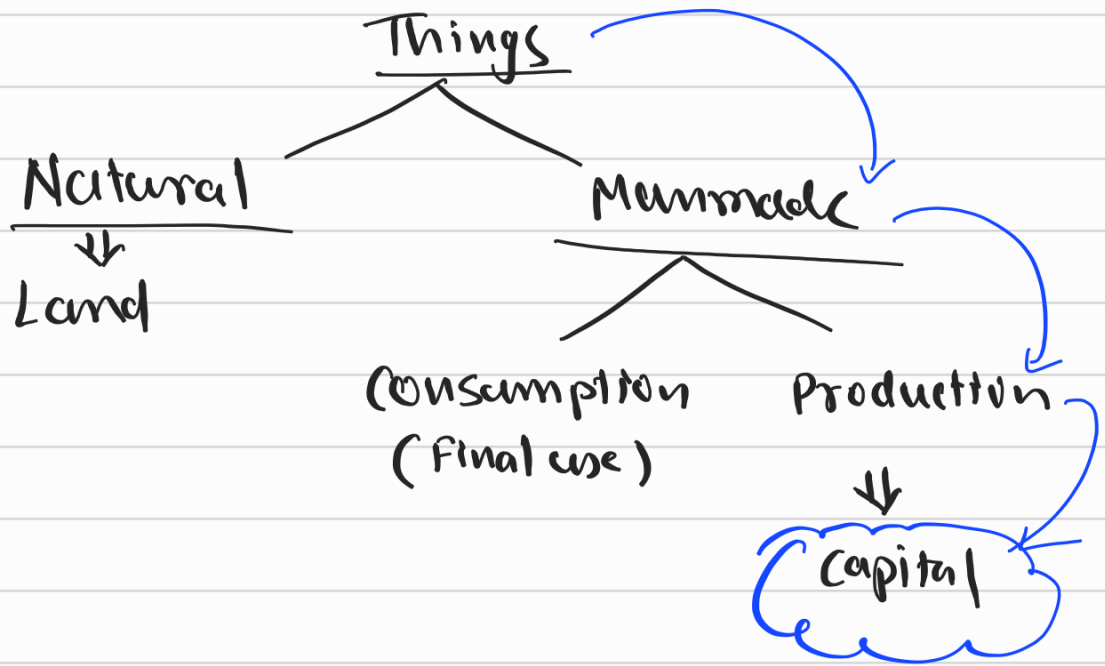 Things
Natural
Manmade
Land
Consumption
Production
(Final use)
Capital